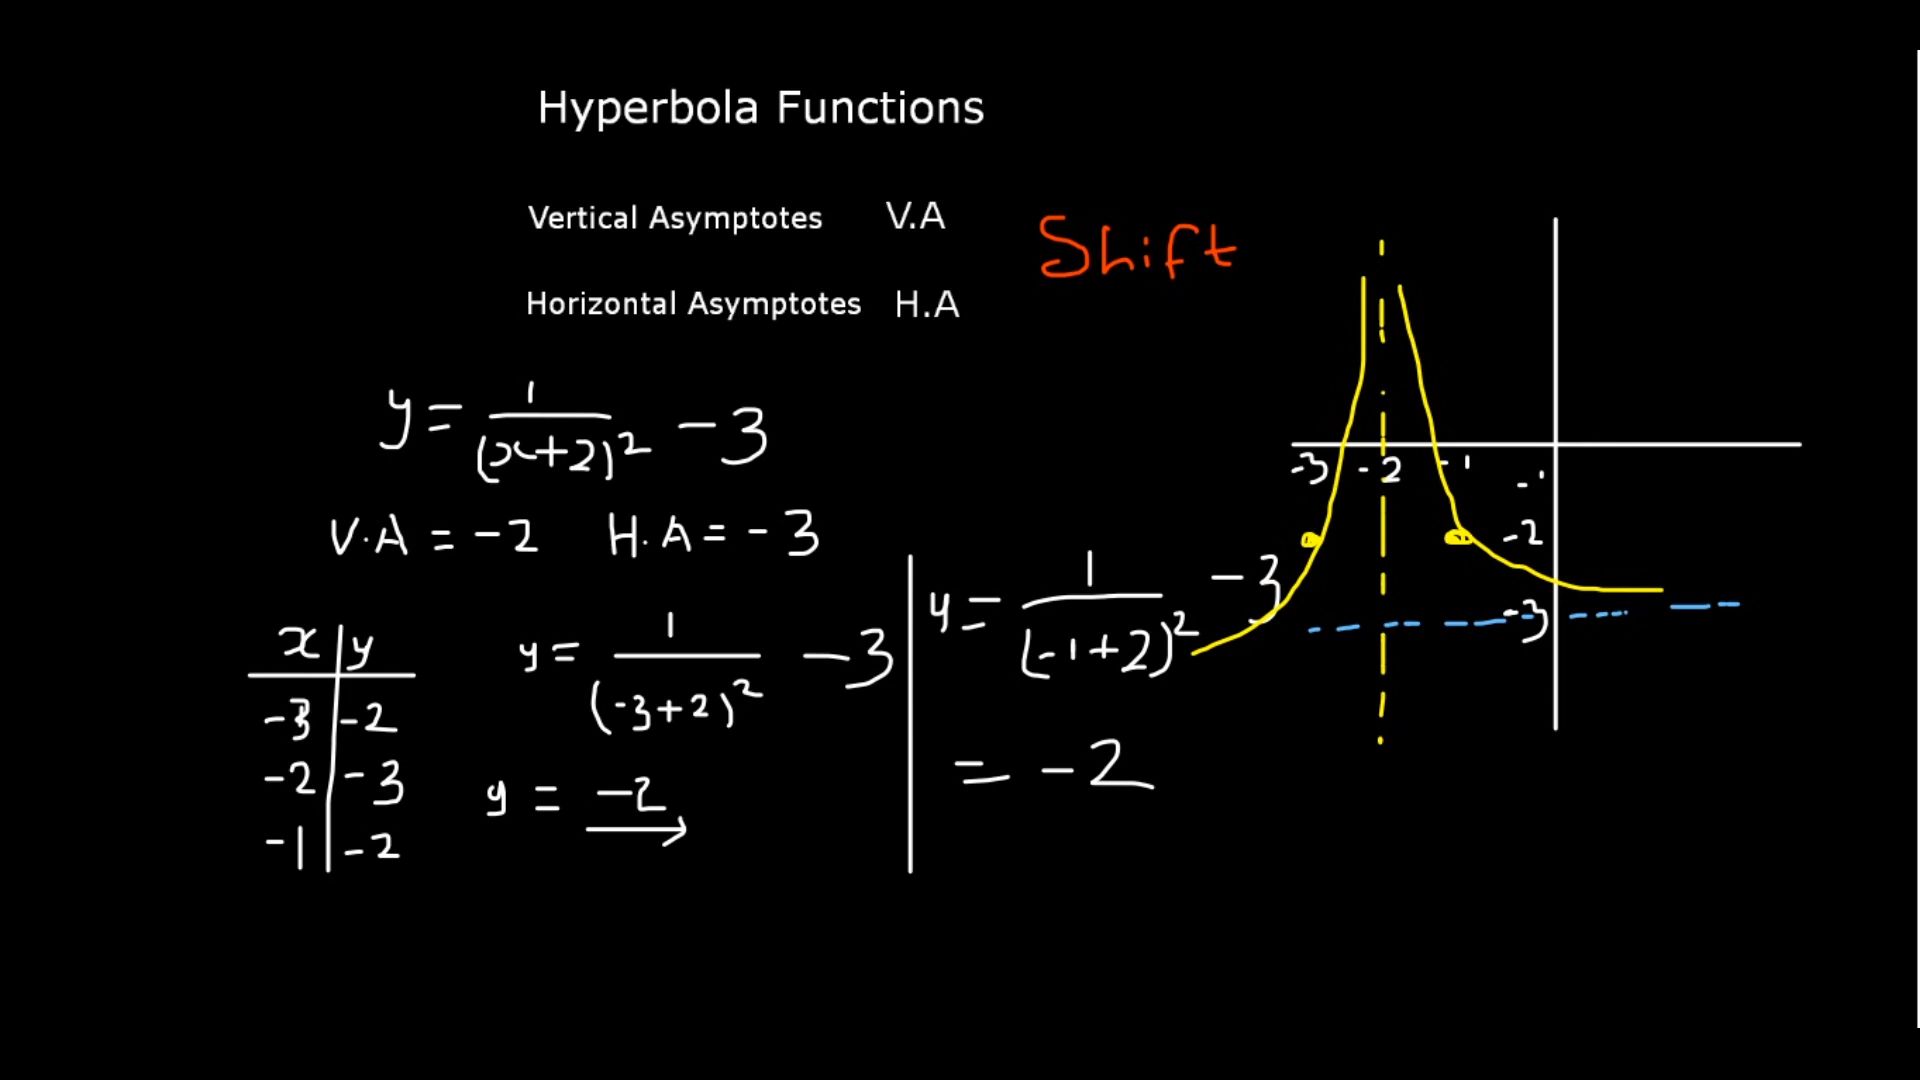 Hyperbola Functions
Vertical Asymptotes V.A
Shift
Horizontal Asymptotes H.A
y = 1/(x+2)² - 3
V.A = -2 H.A = -3
x | y
-3 | -2
-2 | -3
-1 | -2
y = 1/(-3+2)² - 3
y = -2
y = 1/(-1+2)² - 3
= -2
-3 -2 -1
-1
-2
-3